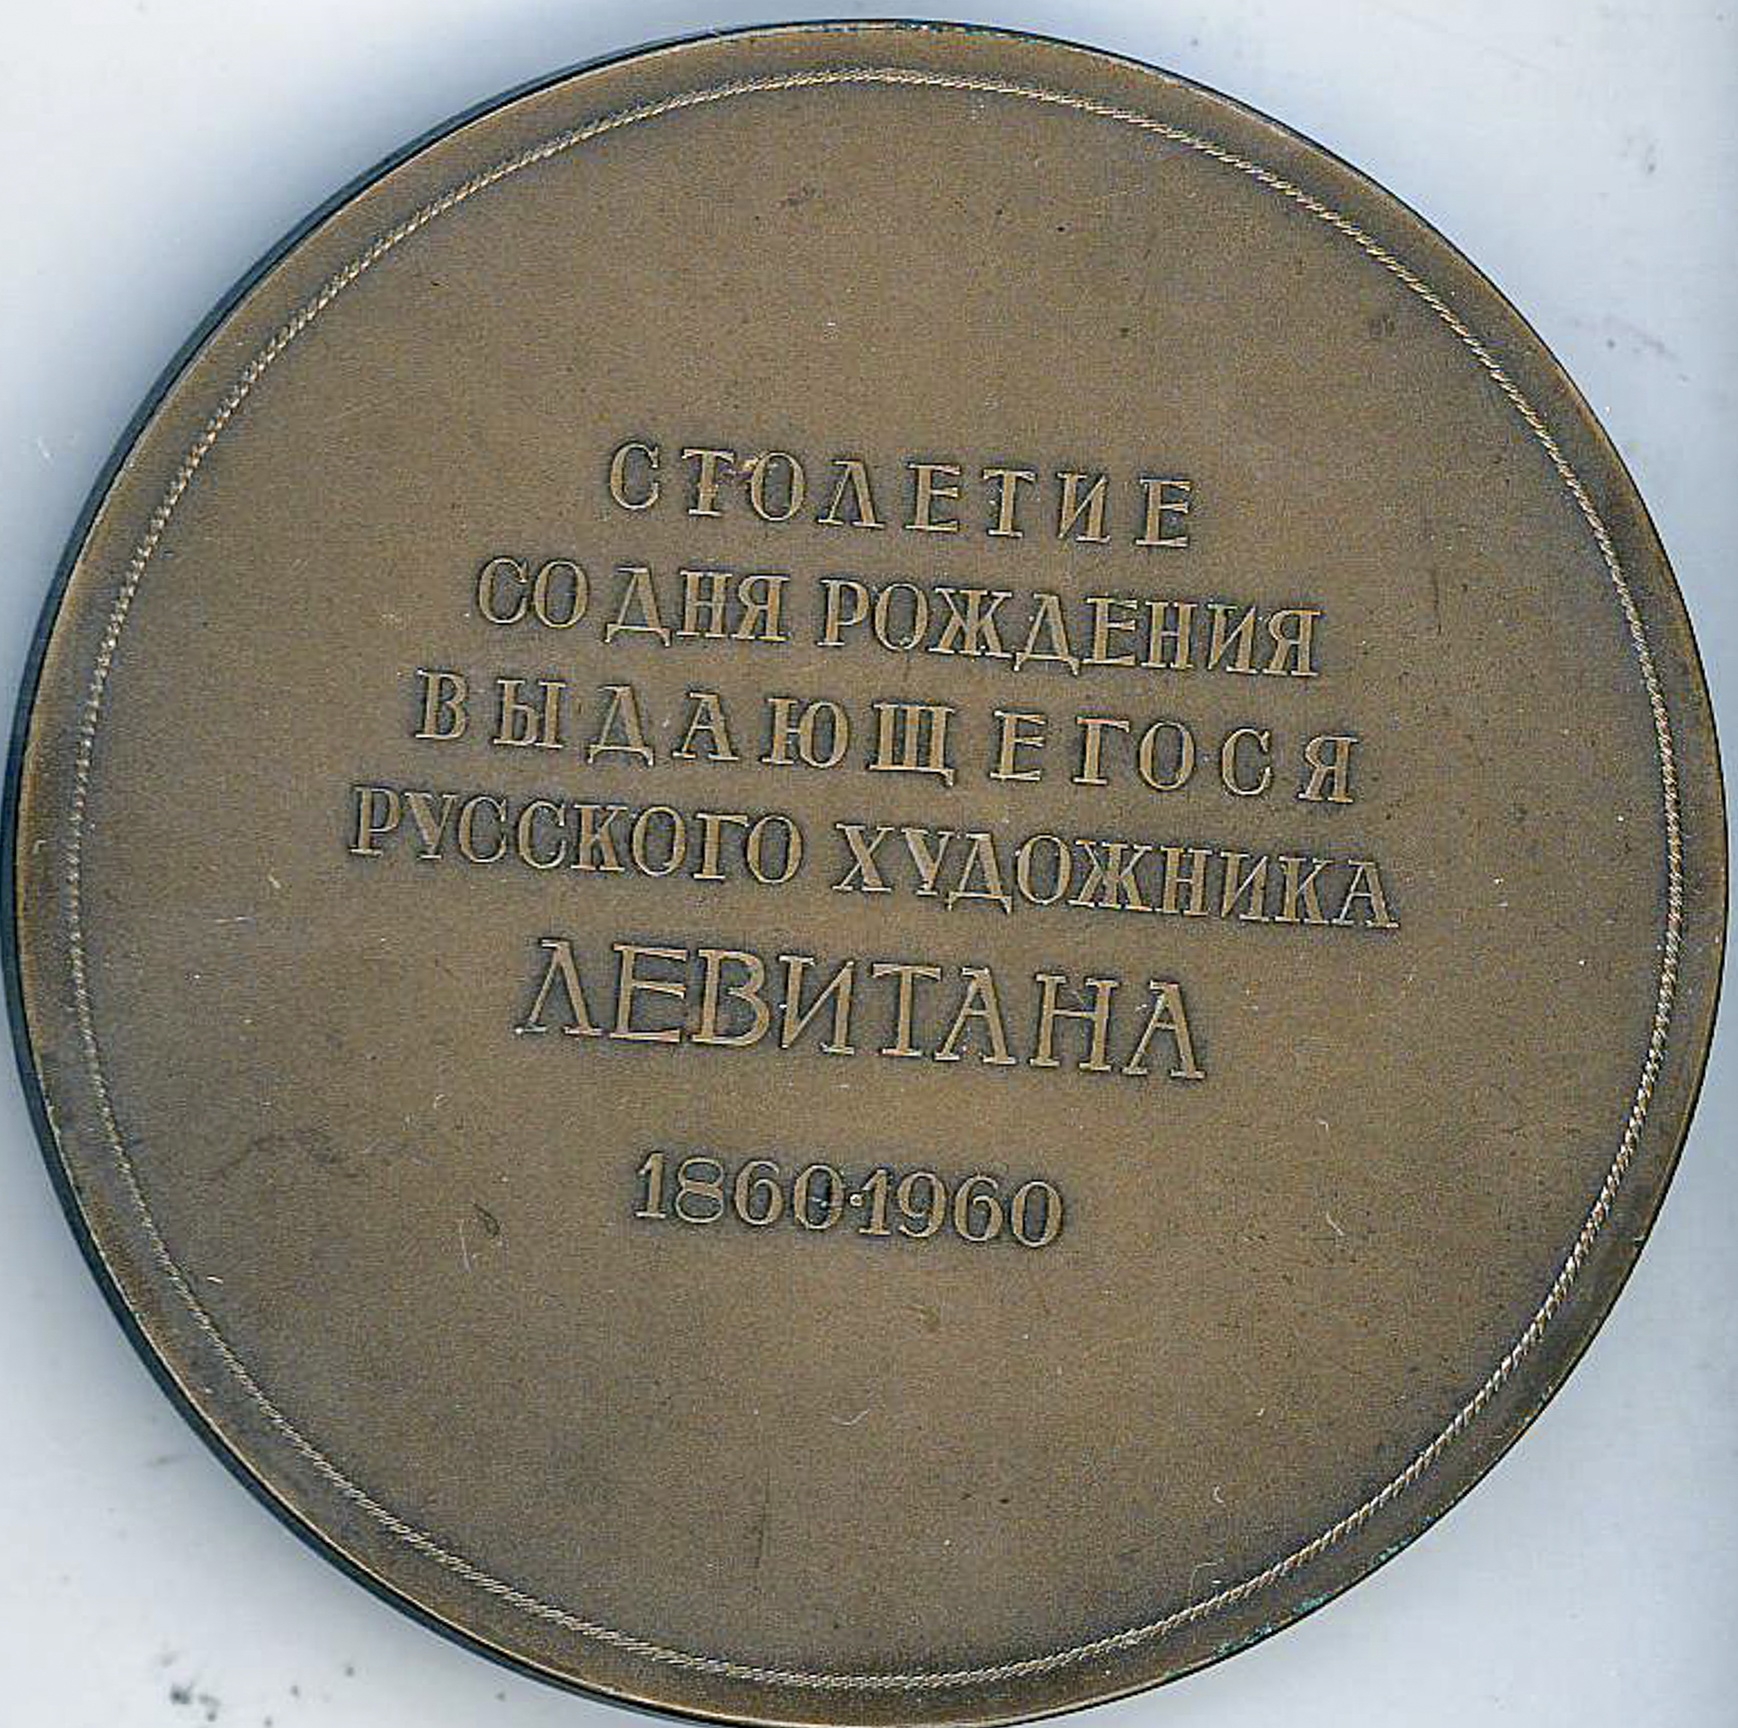 СТОЛЕТИЕ
СО ДНЯ РОЖДЕНИЯ
ВЫДАЮЩЕГОСЯ
РУССКОГО ХУДОЖНИКА
ЛЕВИТАНА
1860·1960